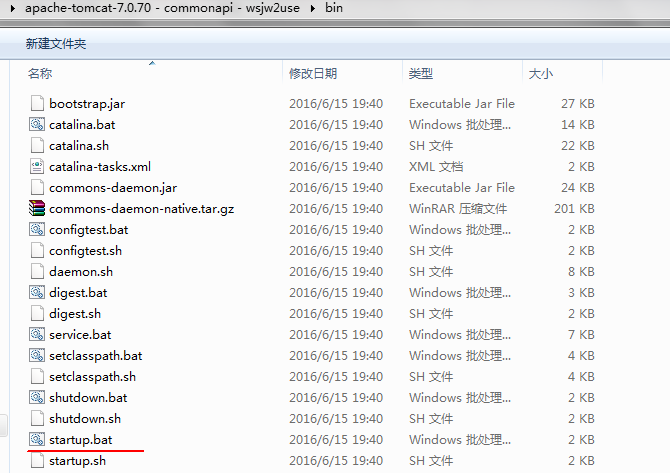 apache-tomcat-7.0.70 - commonapi - wsjw2use ▸ bin
新建文件夹
名称 修改日期 类型 大小
bootstrap.jar 2016/6/15 19:40 Executable Jar File 27 KB
catalina.bat 2016/6/15 19:40 Windows 批处理... 14 KB
catalina.sh 2016/6/15 19:40 SH 文件 22 KB
catalina-tasks.xml 2016/6/15 19:40 XML 文档 2 KB
commons-daemon.jar 2016/6/15 19:40 Executable Jar File 24 KB
commons-daemon-native.tar.gz 2016/6/15 19:40 WinRAR 压缩文件 201 KB
configtest.bat 2016/6/15 19:40 Windows 批处理... 2 KB
configtest.sh 2016/6/15 19:40 SH 文件 2 KB
daemon.sh 2016/6/15 19:40 SH 文件 8 KB
digest.bat 2016/6/15 19:40 Windows 批处理... 3 KB
digest.sh 2016/6/15 19:40 SH 文件 2 KB
service.bat 2016/6/15 19:40 Windows 批处理... 7 KB
setclasspath.bat 2016/6/15 19:40 Windows 批处理... 4 KB
setclasspath.sh 2016/6/15 19:40 SH 文件 4 KB
shutdown.bat 2016/6/15 19:40 Windows 批处理... 2 KB
shutdown.sh 2016/6/15 19:40 SH 文件 2 KB
startup.bat 2016/6/15 19:40 Windows 批处理... 2 KB
startup.sh 2016/6/15 19:40 SH 文件 2 KB